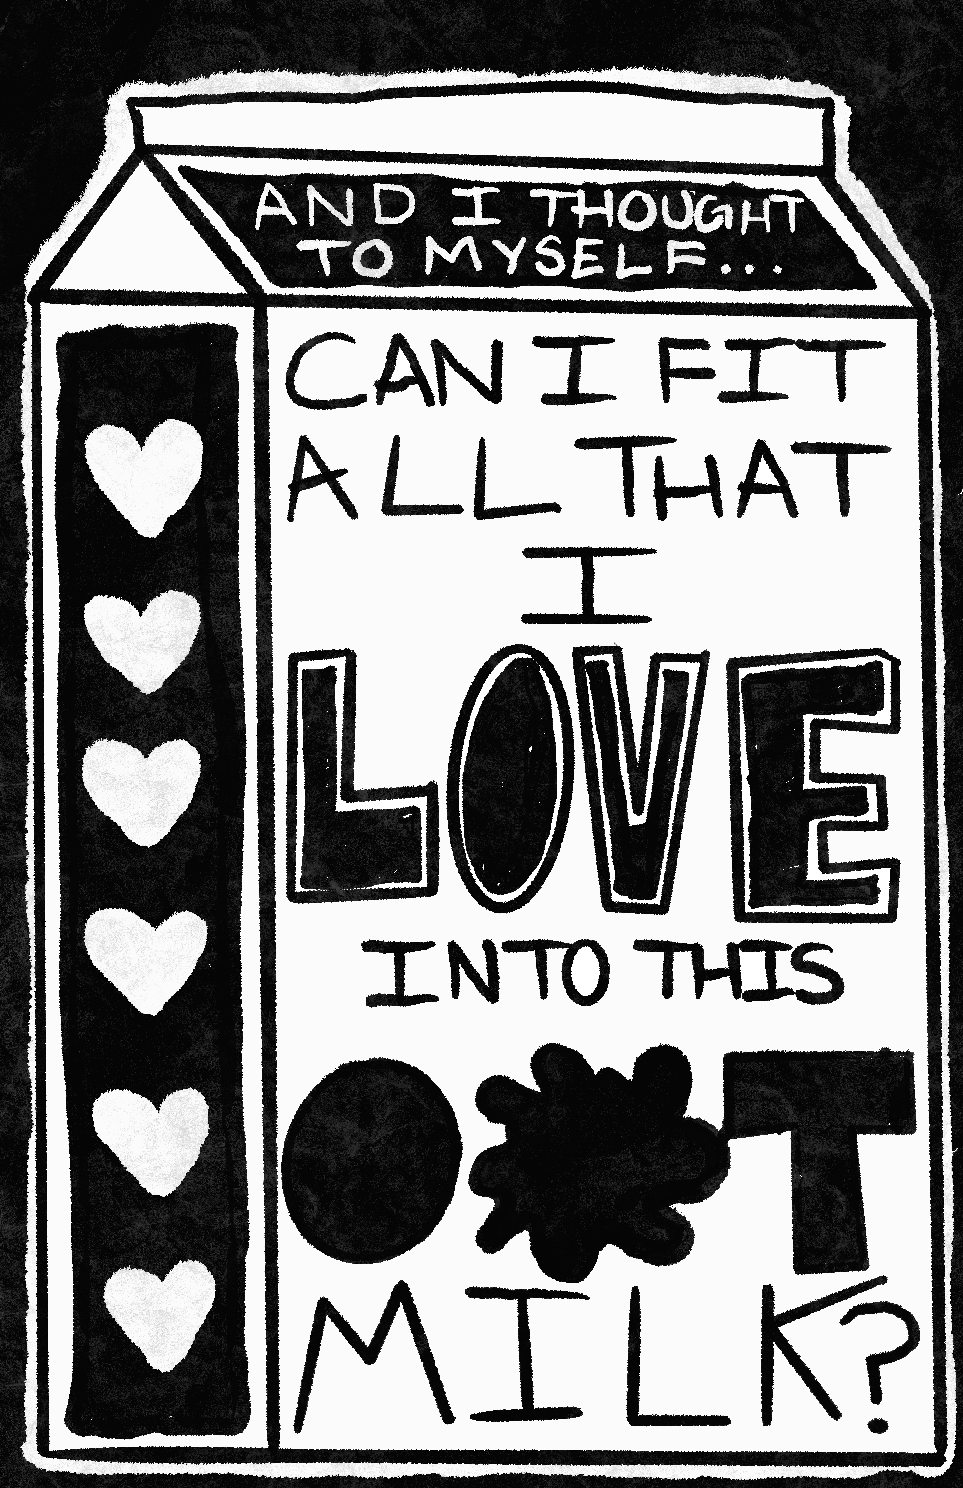 AND I THOUGHT
TO MYSELF...
CAN I FIT
ALL THAT
I
LOVE
INTO THIS
O*T
MILK?